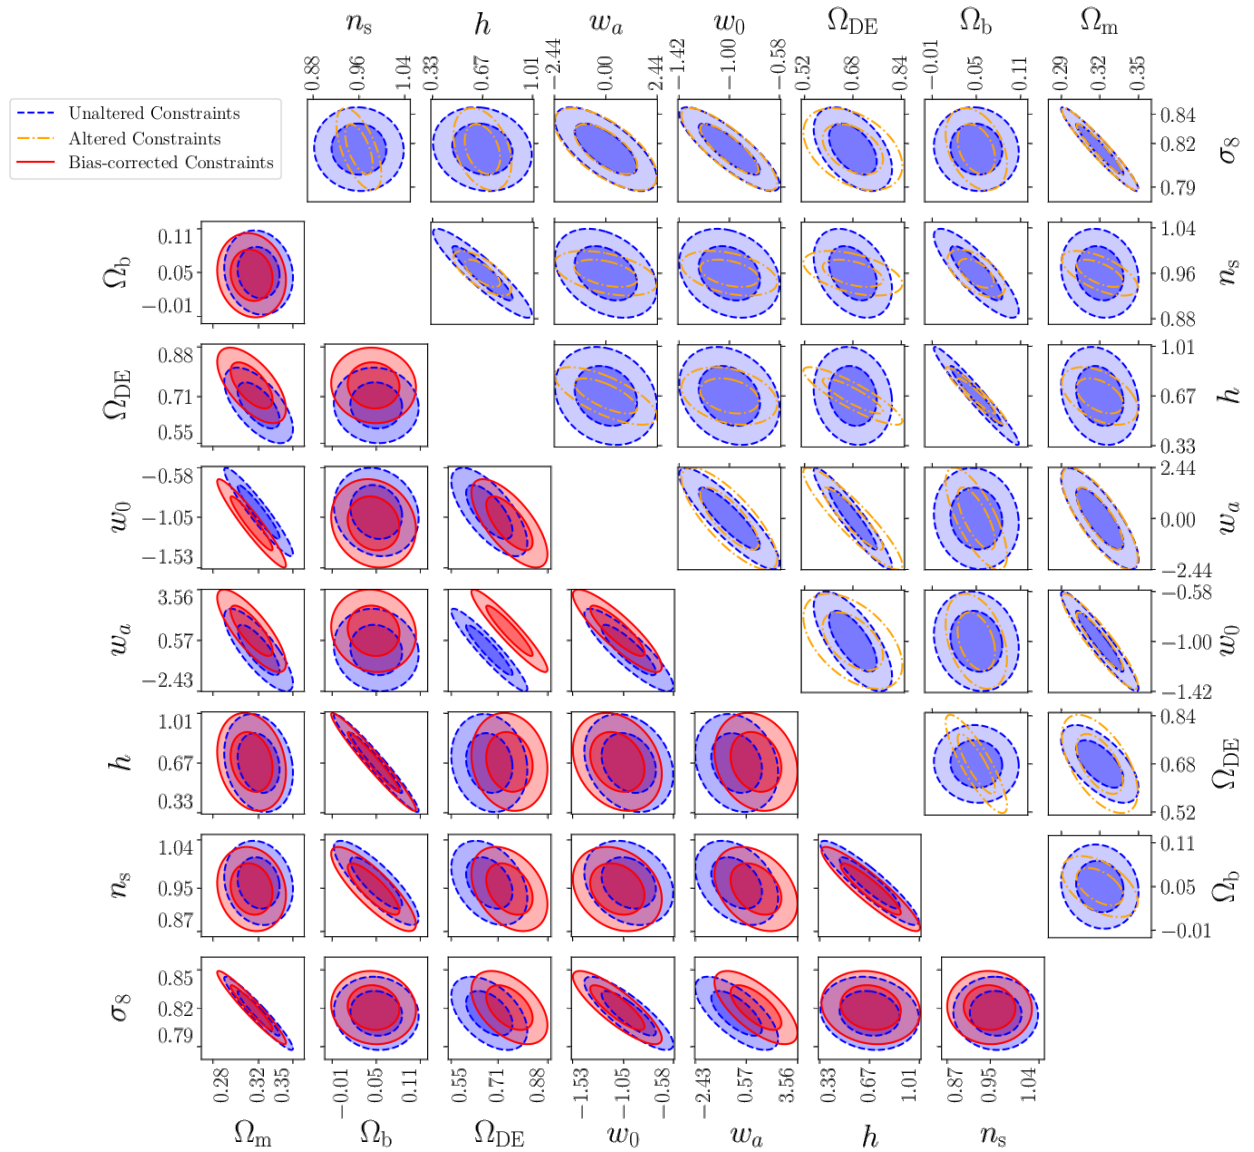 n_s h w_a w_0 Ω_DE Ω_b Ω_m
0.88 0.96 1.04 0.33 0.67 1.01 −2.44 0.00 2.44 −1.42 −1.00 −0.58 0.52 0.68 0.84 −0.01 0.05 0.11 0.29 0.32 0.35
Unaltered Constraints
Altered Constraints
Bias-corrected Constraints
0.84
0.82
0.79
σ_8
Ω_b
0.11
0.05
−0.01
1.04
0.96
0.88
n_s
Ω_DE
0.88
0.71
0.55
1.01
0.67
0.33
h
w_0
−0.58
−1.05
−1.53
2.44
0.00
−2.44
w_a
w_a
3.56
0.57
−2.43
−0.58
−1.00
−1.42
w_0
h
1.01
0.67
0.33
0.84
0.68
0.52
Ω_DE
n_s
1.04
0.95
0.87
0.11
0.05
−0.01
Ω_b
σ_8
0.85
0.82
0.79
0.28 0.32 0.35 −0.01 0.05 0.11 0.55 0.71 0.88 −1.53 −1.05 −0.58 −2.43 0.57 3.56 0.33 0.67 1.01 0.87 0.95 1.04
Ω_m Ω_b Ω_DE w_0 w_a h n_s